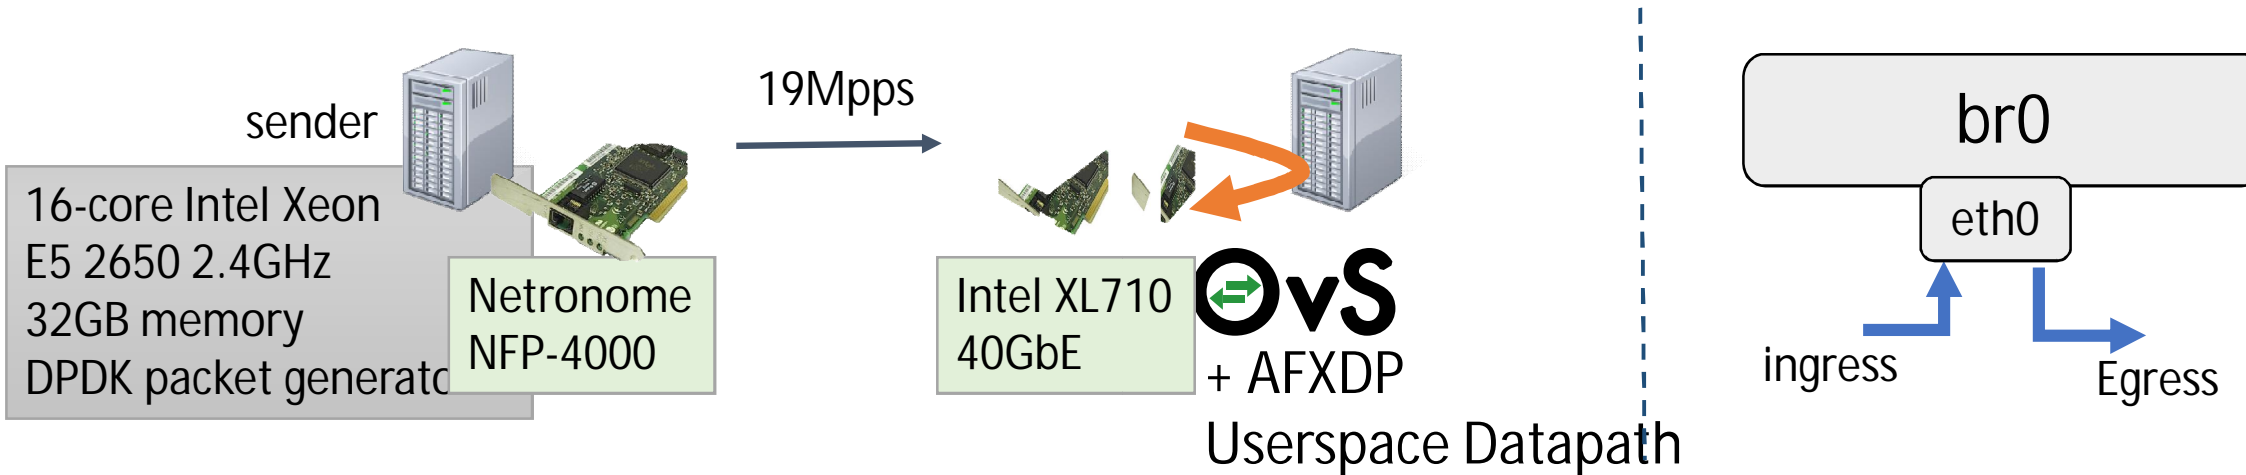 sender
16-core Intel Xeon
E5 2650 2.4GHz
32GB memory
DPDK packet generato
Netronome
NFP-4000
19Mpps
Intel XL710
40GbE
OvS
+ AFXDP
Userspace Datapath
br0
eth0
ingress
Egress